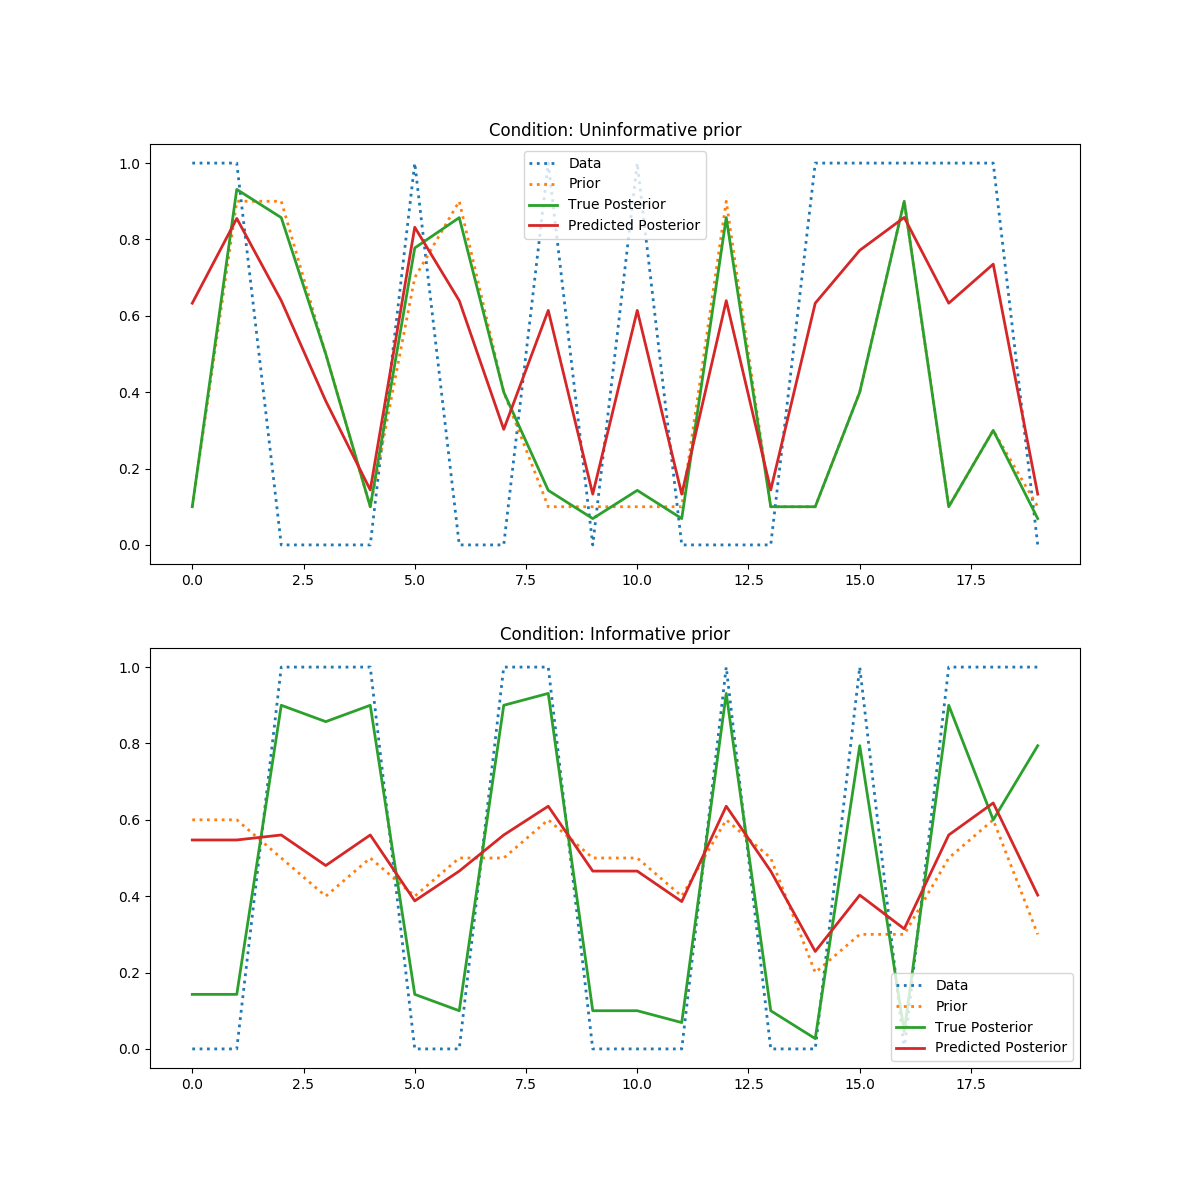 Condition: Uninformative prior
1.0
0.8
0.6
0.4
0.2
0.0
Data
Prior
True Posterior
Predicted Posterior
0.0 2.5 5.0 7.5 10.0 12.5 15.0 17.5
Condition: Informative prior
1.0
0.8
0.6
0.4
0.2
0.0
Data
Prior
True Posterior
Predicted Posterior
0.0 2.5 5.0 7.5 10.0 12.5 15.0 17.5